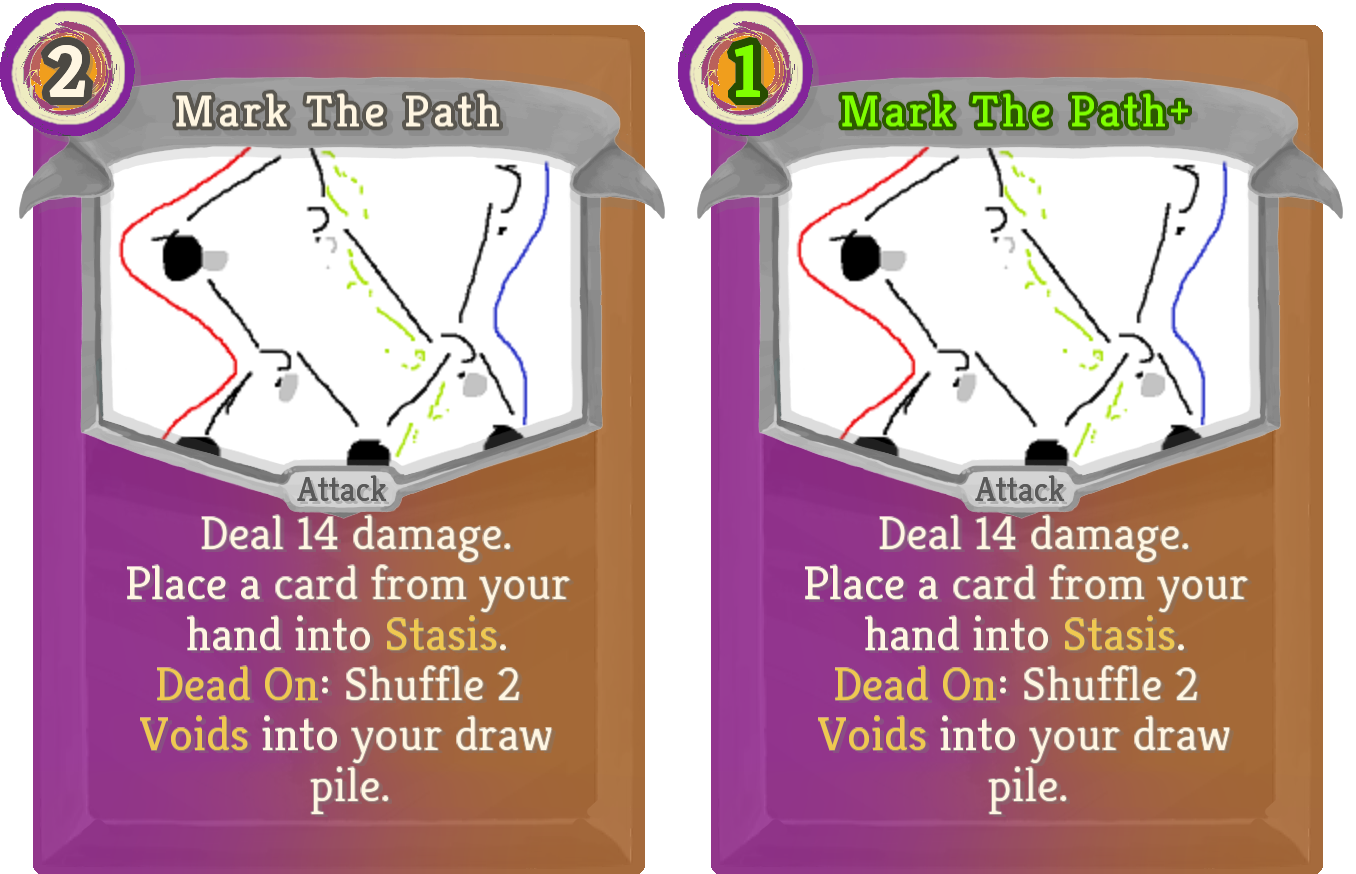 2
Mark The Path
Attack
Deal 14 damage.
Place a card from your
hand into Stasis.
Dead On: Shuffle 2
Voids into your draw
pile.
1
Mark The Path+
Attack
Deal 14 damage.
Place a card from your
hand into Stasis.
Dead On: Shuffle 2
Voids into your draw
pile.